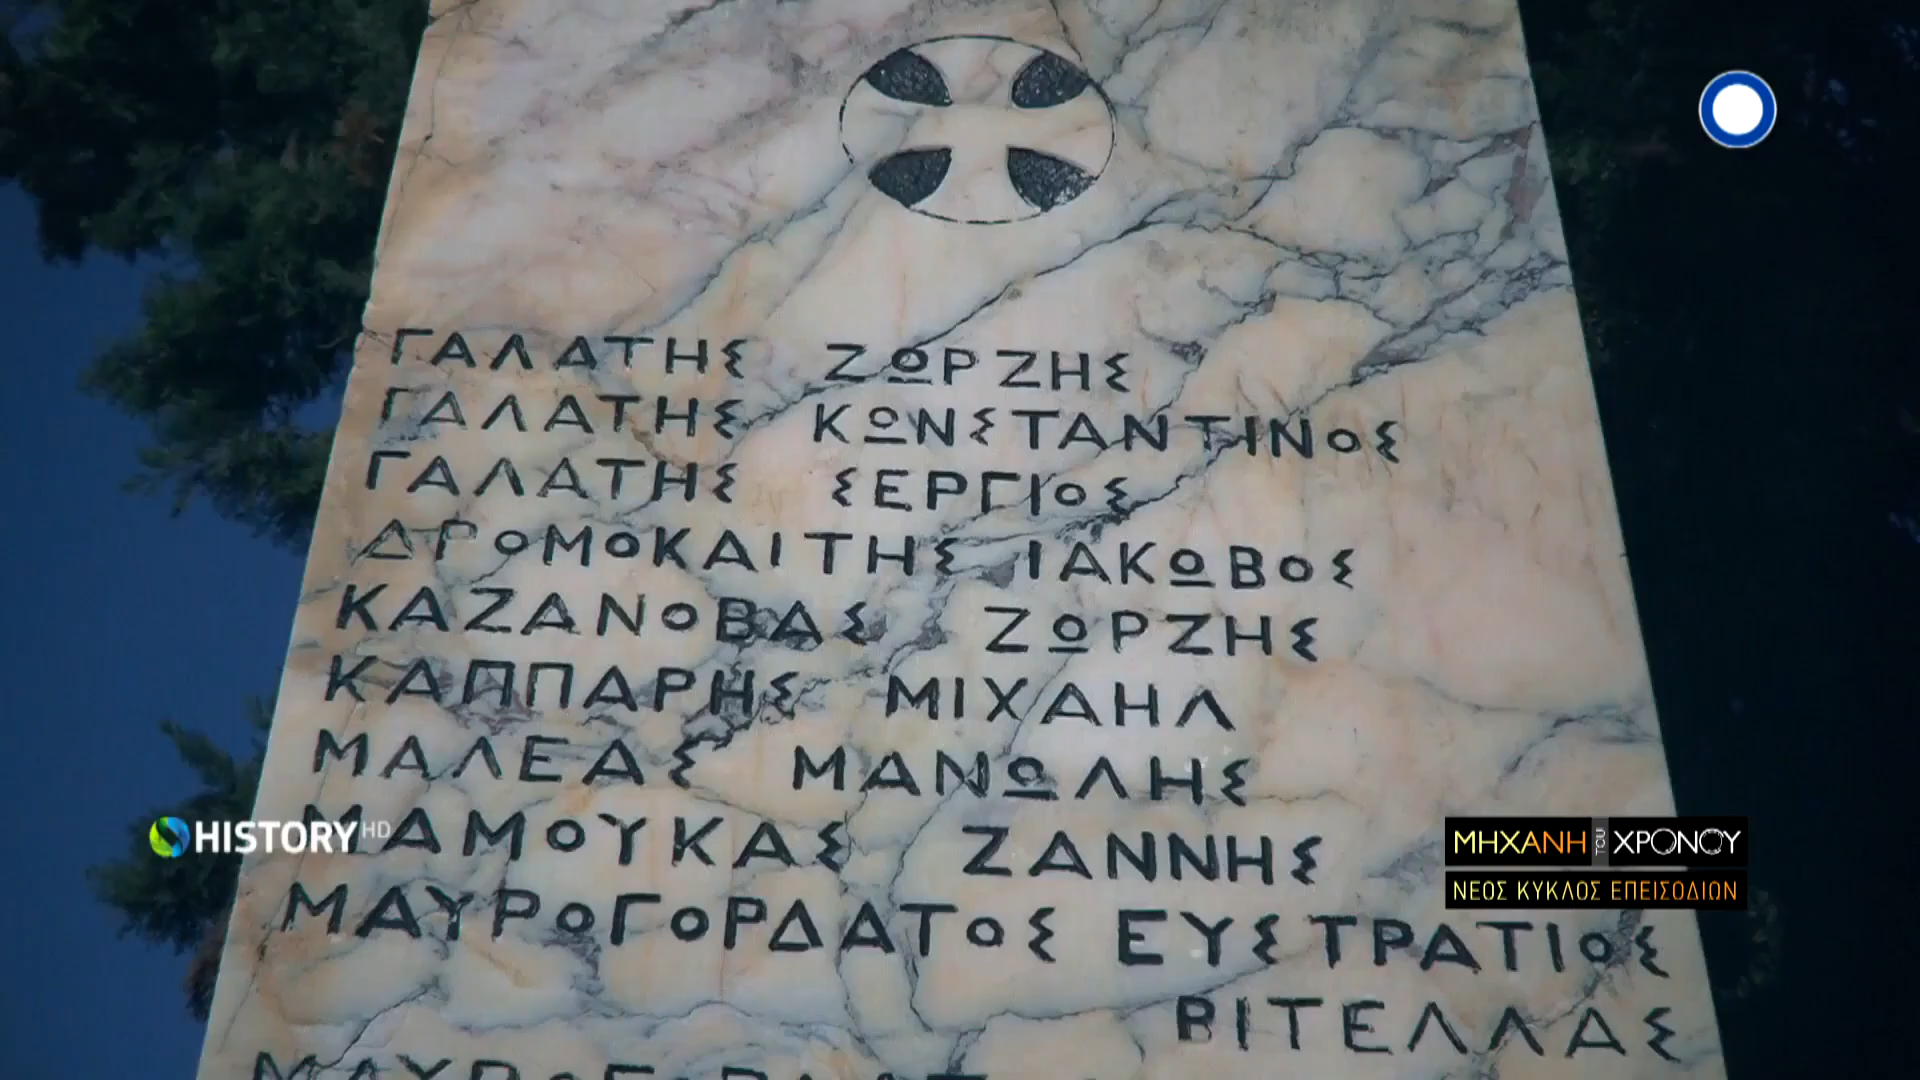 ΓΑΛΑΤΗΣ ΖΩΡΖΗΣ
ΓΑΛΑΤΗΣ ΚΩΝΣΤΑΝΤΙΝΟΣ
ΓΑΛΑΤΗΣ ΣΕΡΓΙΟΣ
ΔΡΟΜΟΚΑΙΤΗΣ ΙΑΚΩΒΟΣ
ΚΑΖΑΝΟΒΑΣ ΖΩΡΖΗΣ
ΚΑΠΠΑΡΗΣ ΜΙΧΑΗΛ
ΜΑΛΕΑΣ ΜΑΝΩΛΗΣ
ΜΑΜΟΥΚΑΣ ΖΑΝΝΗΣ
ΜΑΥΡΟΓΟΡΔΑΤΟΣ ΕΥΣΤΡΑΤΙΟΣ
ΒΙΤΕΛΛΑΣ
HISTORY HD
ΜΗΧΑΝΗ ΤΟΥ ΧΡΟΝΟΥ
ΝΕΟΣ ΚΥΚΛΟΣ ΕΠΕΙΣΟΔΙΩΝ